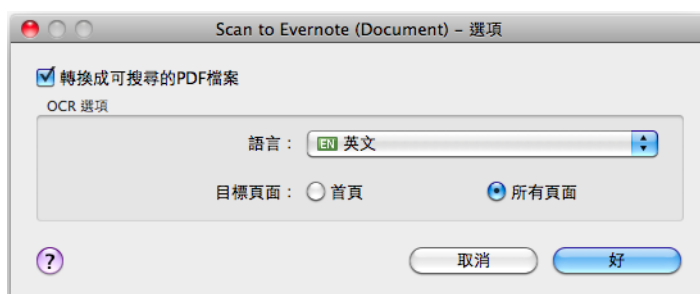 Scan to Evernote (Document) – 選項
轉換成可搜尋的PDF檔案
OCR 選項
語言： EN 英文
目標頁面： 首頁 所有頁面
? 取消 好